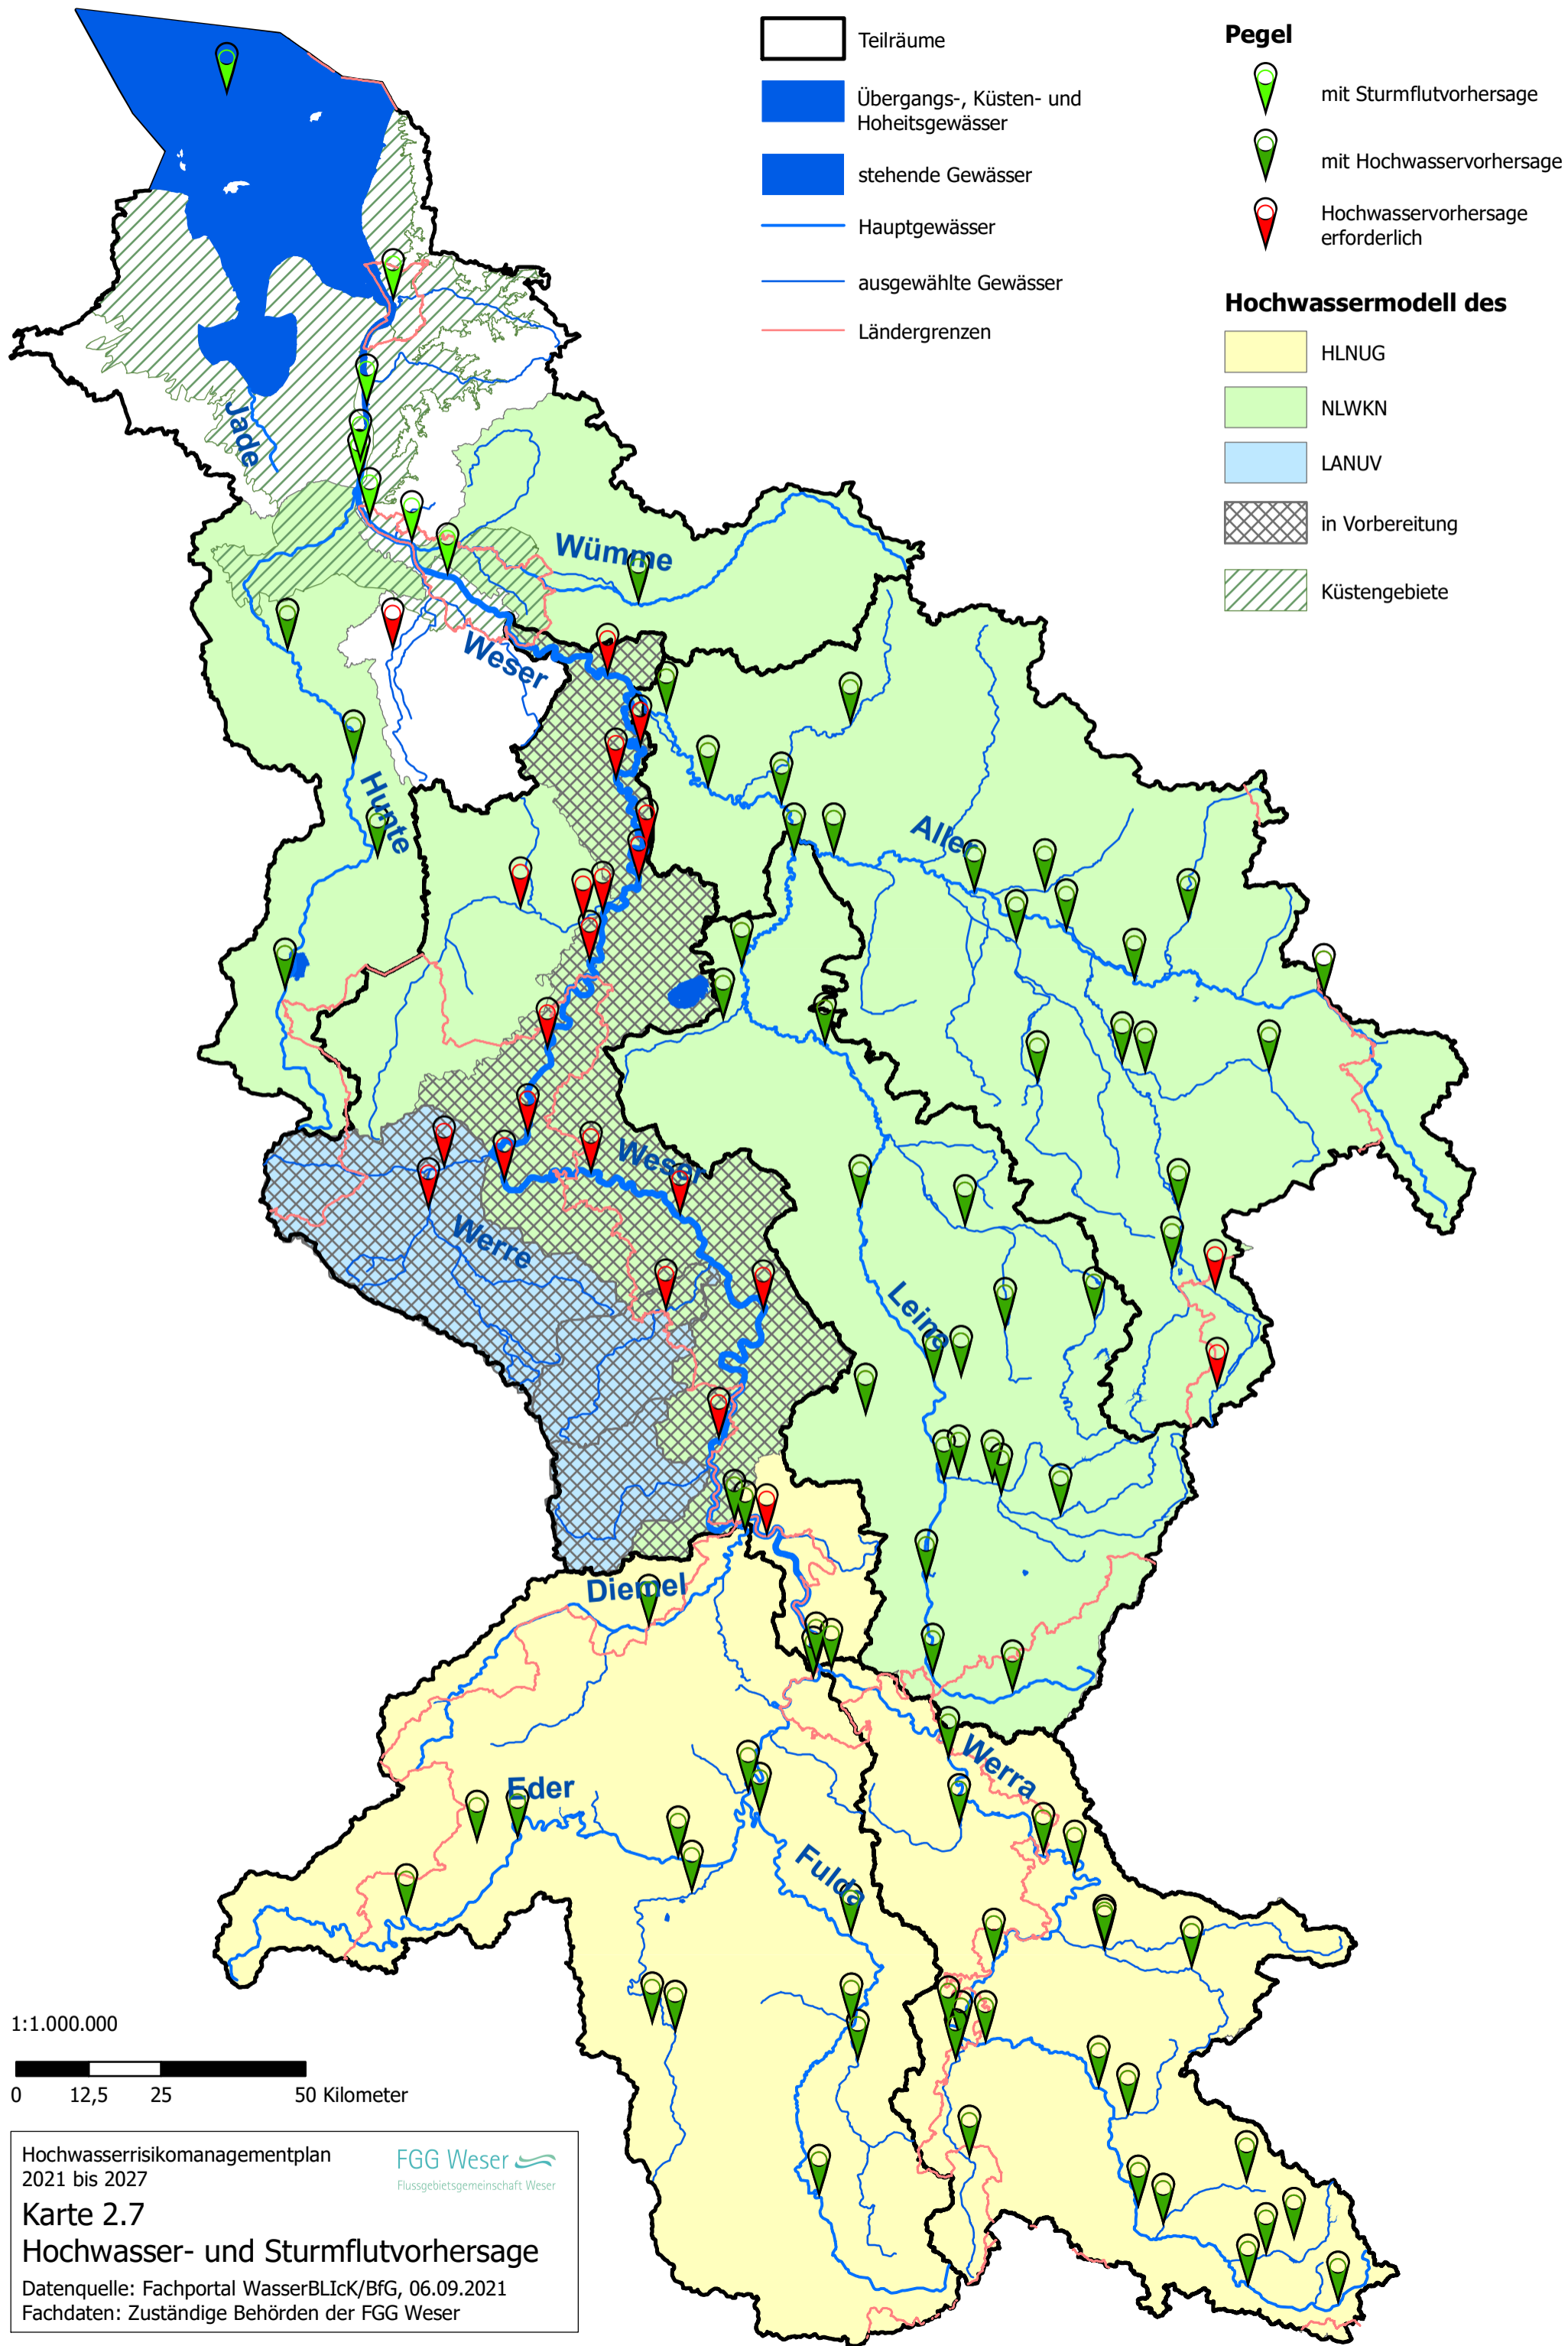 Teilräume
Übergangs-, Küsten- und
Hoheitsgewässer
stehende Gewässer
Hauptgewässer
ausgewählte Gewässer
Ländergrenzen
Pegel
mit Sturmflutvorhersage
mit Hochwasservorhersage
Hochwasservorhersage
erforderlich
Hochwassermodell des
HLNUG
NLWKN
LANUV
in Vorbereitung
Küstengebiete
Jade
Wümme
Weser
Hunte
Aller
Weser
Werre
Leine
Diemel
Eder
Werra
Fulda
1:1.000.000
0 12,5 25 50 Kilometer
Hochwasserrisikomanagementplan
2021 bis 2027
FGG Weser
Flussgebietsgemeinschaft Weser
Karte 2.7
Hochwasser- und Sturmflutvorhersage
Datenquelle: Fachportal WasserBLIcK/BfG, 06.09.2021
Fachdaten: Zuständige Behörden der FGG Weser